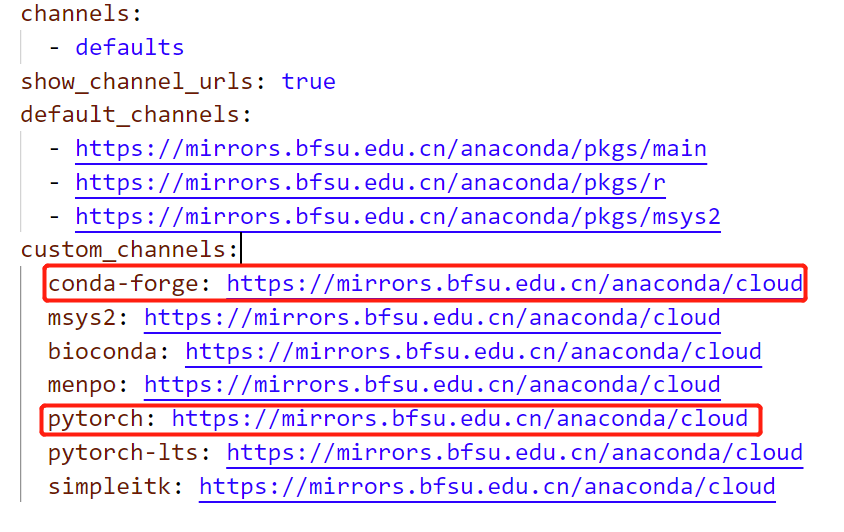 channels:
  - defaults
show_channel_urls: true
default_channels:
  - https://mirrors.bfsu.edu.cn/anaconda/pkgs/main
  - https://mirrors.bfsu.edu.cn/anaconda/pkgs/r
  - https://mirrors.bfsu.edu.cn/anaconda/pkgs/msys2
custom_channels:
  conda-forge: https://mirrors.bfsu.edu.cn/anaconda/cloud
  msys2: https://mirrors.bfsu.edu.cn/anaconda/cloud
  bioconda: https://mirrors.bfsu.edu.cn/anaconda/cloud
  menpo: https://mirrors.bfsu.edu.cn/anaconda/cloud
  pytorch: https://mirrors.bfsu.edu.cn/anaconda/cloud
  pytorch-lts: https://mirrors.bfsu.edu.cn/anaconda/cloud
  simpleitk: https://mirrors.bfsu.edu.cn/anaconda/cloud